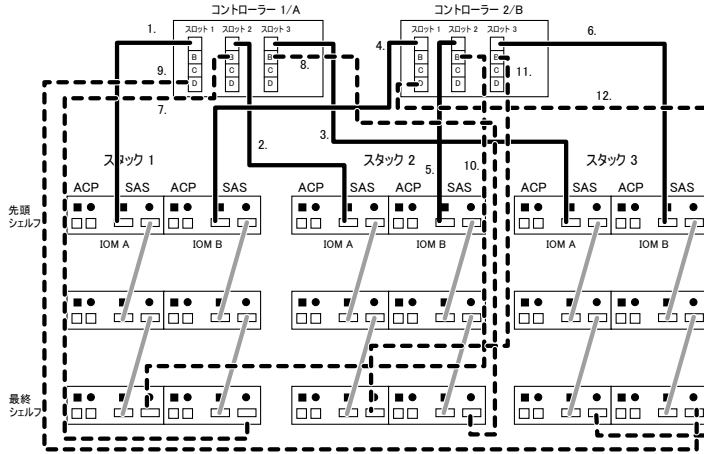 コントローラー 1/A
コントローラー 2/B
スロット 1 スロット 2 スロット 3
スロット 1 スロット 2 スロット 3
1.
4.
6.
B B
B B B
C C C
C C C
D D D
D D D
9.
8.
11.
7.
12.
2.
3.
5.
10.
スタック 1
スタック 2
スタック 3
ACP SAS ACP SAS
ACP SAS ACP SAS
ACP SAS ACP SAS
先頭
シェルフ
IOM A IOM B
IOM A IOM B
IOM A IOM B
最終
シェルフ